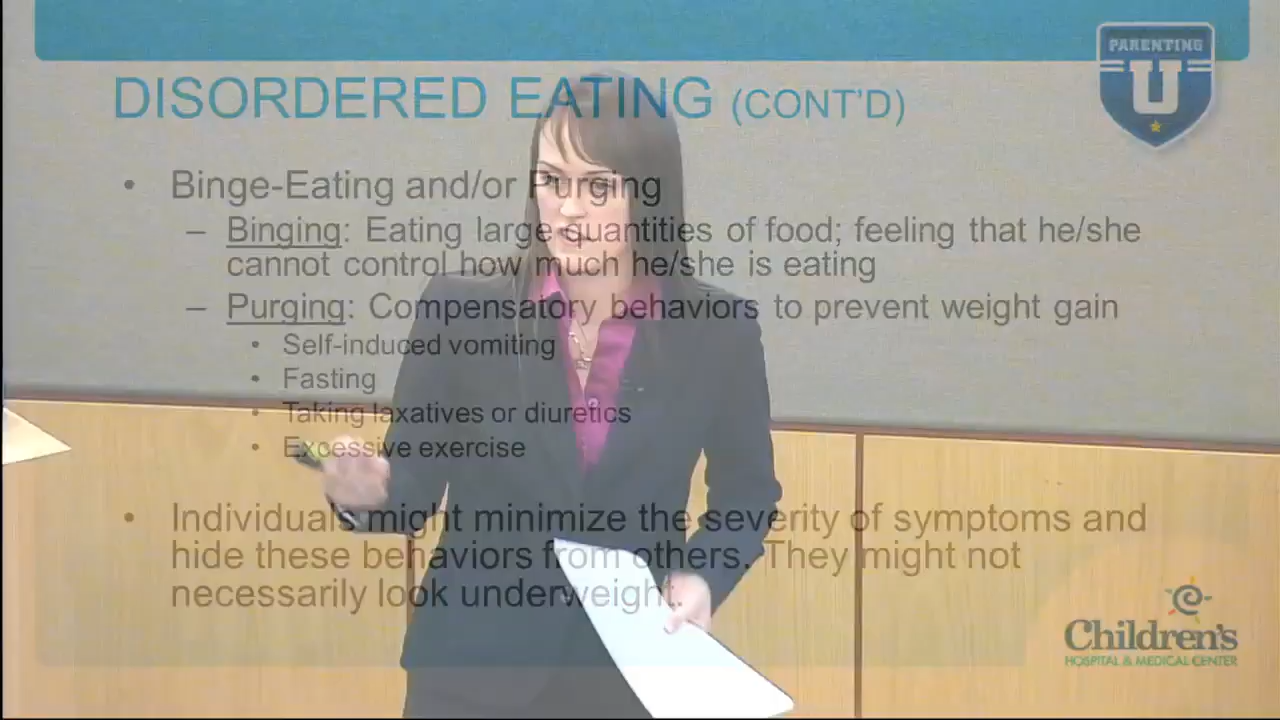 PARENTING
U
DISORDERED EATING (CONT'D)
• Binge-Eating and/or Purging
– Binging: Eating large quantities of food; feeling that he/she
cannot control how much he/she is eating
– Purging: Compensatory behaviors to prevent weight gain
• Self-induced vomiting
• Fasting
• Taking laxatives or diuretics
• Excessive exercise
• Individuals might minimize the severity of symptoms and
hide these behaviors from others. They might not
necessarily look underweight.
Children's
HOSPITAL & MEDICAL CENTER